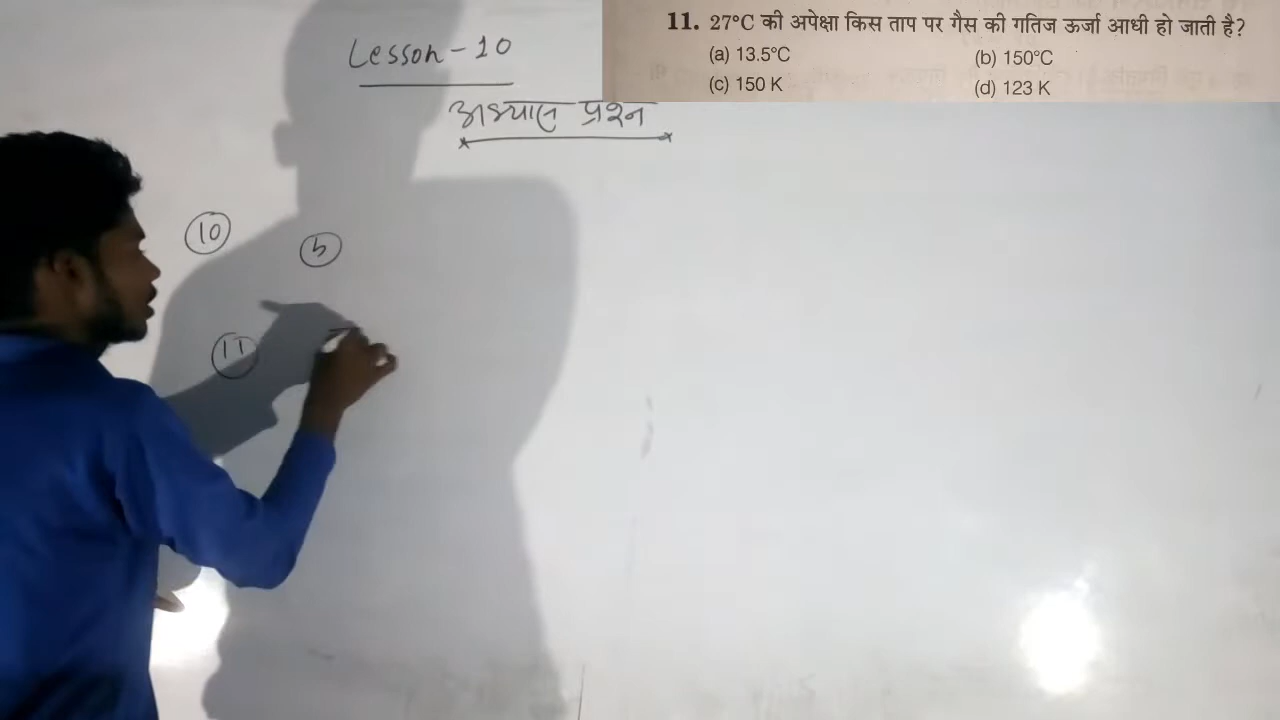 11. 27°C की अपेक्षा किस ताप पर गैस की गतिज ऊर्जा आधी हो जाती है?
(a) 13.5°C (b) 150°C
(c) 150 K (d) 123 K
Lesson - 10
अभ्यास प्रश्न
10 b
11